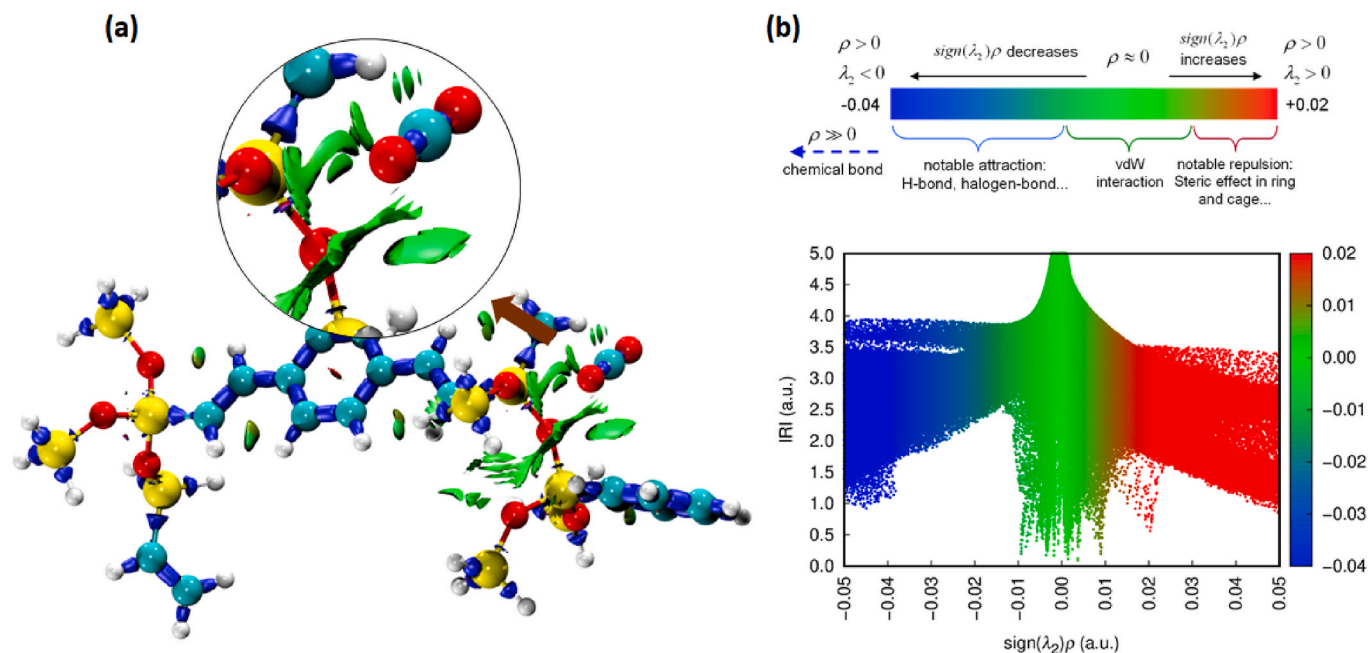 (a)
(b)
ρ > 0
λ₂ < 0
sign(λ₂)ρ decreases
ρ ≈ 0
sign(λ₂)ρ
increases
ρ > 0
λ₂ > 0
-0.04
+0.02
ρ ≫ 0
chemical bond
notable attraction:
H-bond, halogen-bond...
vdW
interaction
notable repulsion:
Steric effect in ring
and cage...
IRI (a.u.)
5.0
4.5
4.0
3.5
3.0
2.5
2.0
1.5
1.0
0.5
0.0
-0.05
-0.04
-0.03
-0.02
-0.01
0.00
0.01
0.02
0.03
0.04
0.05
sign(λ₂)ρ (a.u.)
0.02
0.01
0.00
-0.01
-0.02
-0.03
-0.04